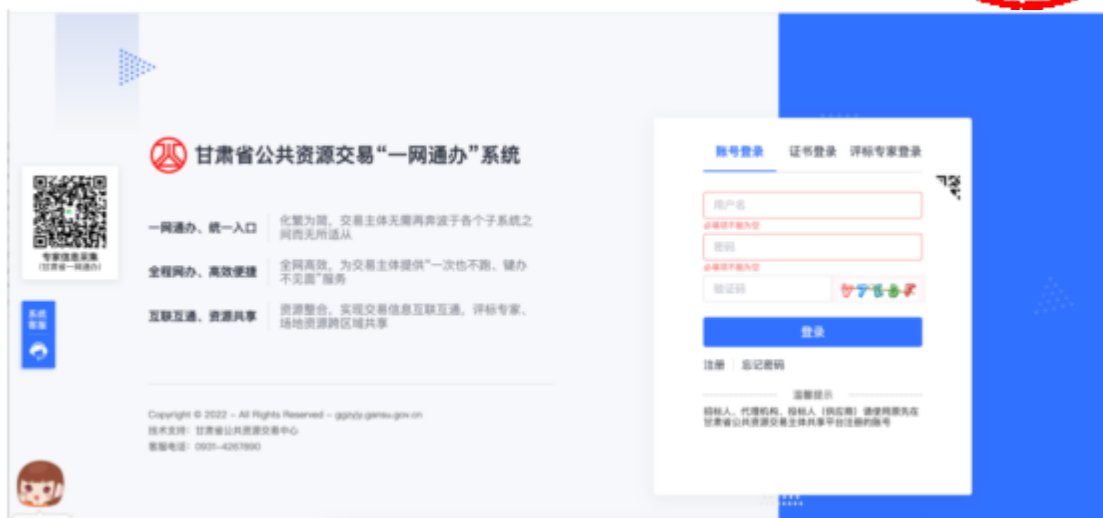 甘肃省公共资源交易“一网通办”系统
一网通办、统一入口
化繁为简，交易主体无需再奔波于各个子系统之
间而无所适从
全程网办、高效便捷
全网高效，为交易主体提供“一次也不跑、键办
不见面”服务
互联互通、资源共享
资源整合，实现交易信息互联互通，评标专家、
场地资源跨区域共享
Copyright © 2022 - All Rights Reserved - ggzyjy.gansu.gov.cn
技术支持：甘肃省公共资源交易中心
客服电话：0931-4267890
专家信息采集
(甘肃省一网通办)
系统
客服
账号登录 证书登录 评标专家登录
用户名
必填项不能为空
密码
必填项不能为空
验证码
登录
注册 忘记密码
温馨提示
招标人、代理机构、投标人（供应商）请使用原先在
甘肃省公共资源交易主体共享平台注册的账号